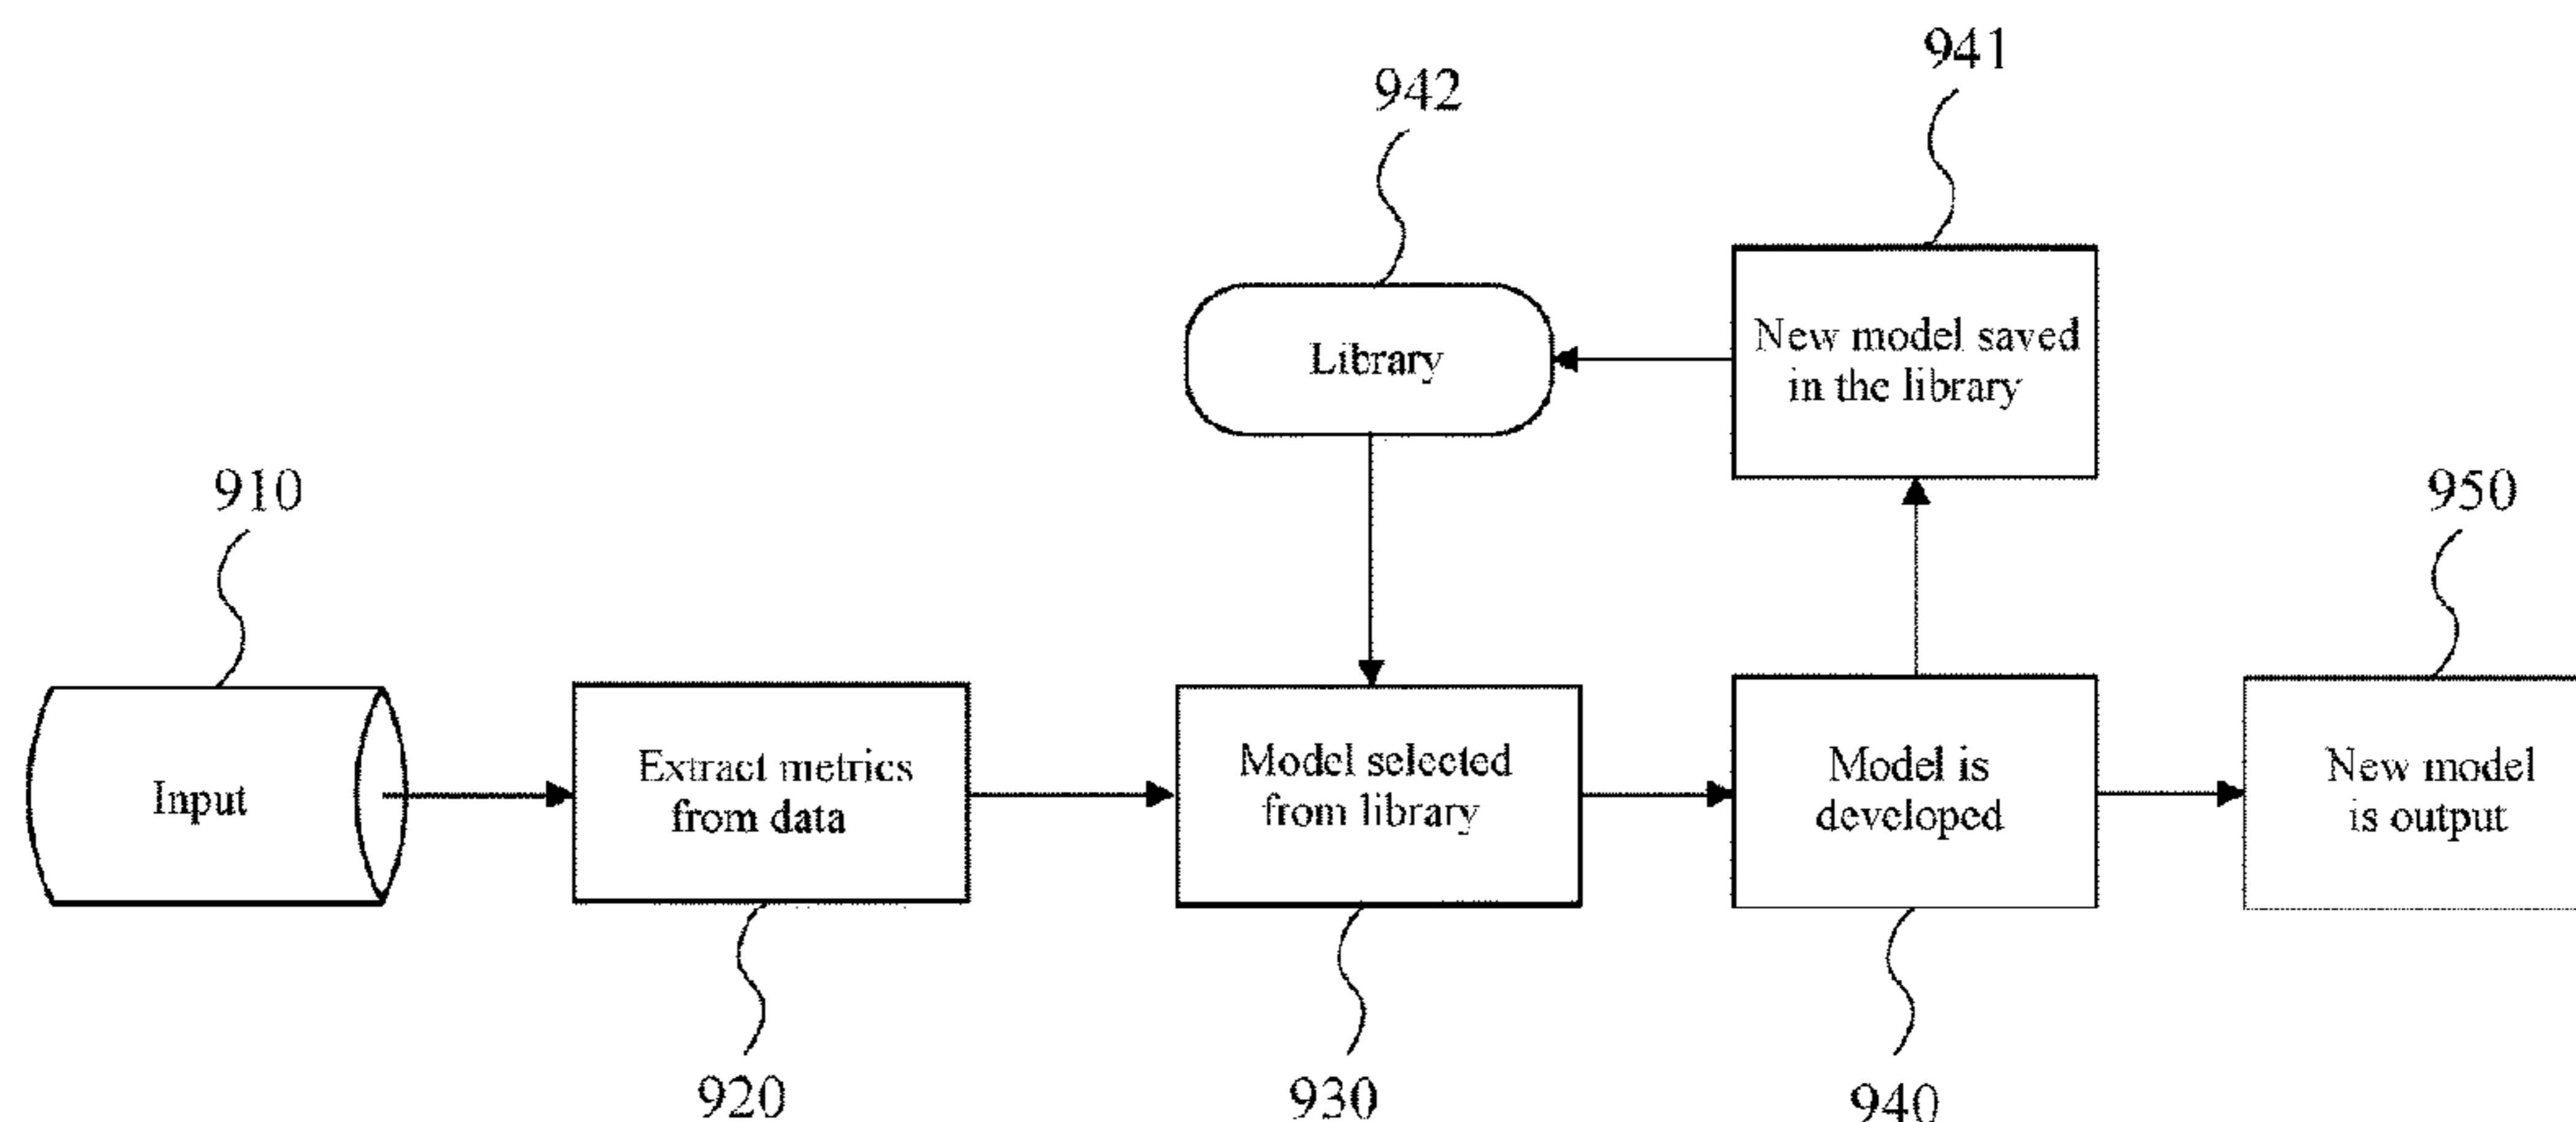 941
942
New model saved
in the library
Library
910
950
Input
Extract metrics
from data
Model selected
from library
Model is
developed
New model
is output
920
930
940